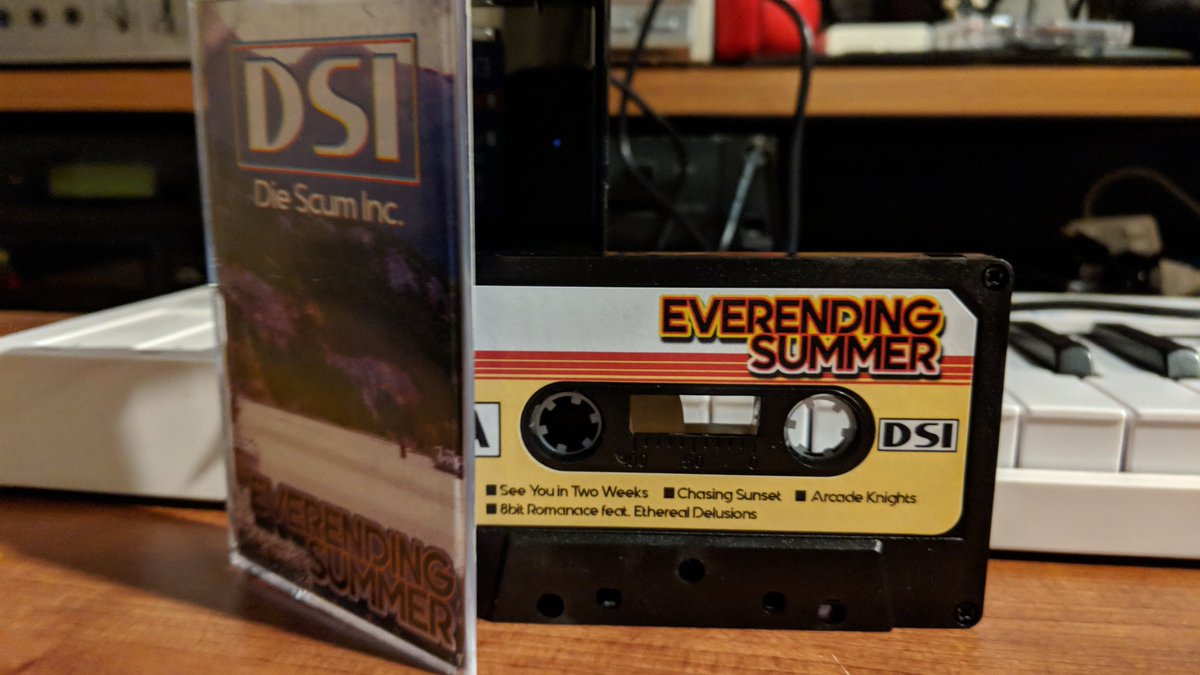 DSI
Die Scum Inc.
EVERENDING
SUMMER
EVERENDING
SUMMER
A
DSI
■ See You in Two Weeks ■ Chasing Sunset ■ Arcade Knights
■ 8bit Romanace feat. Ethereal Delusions